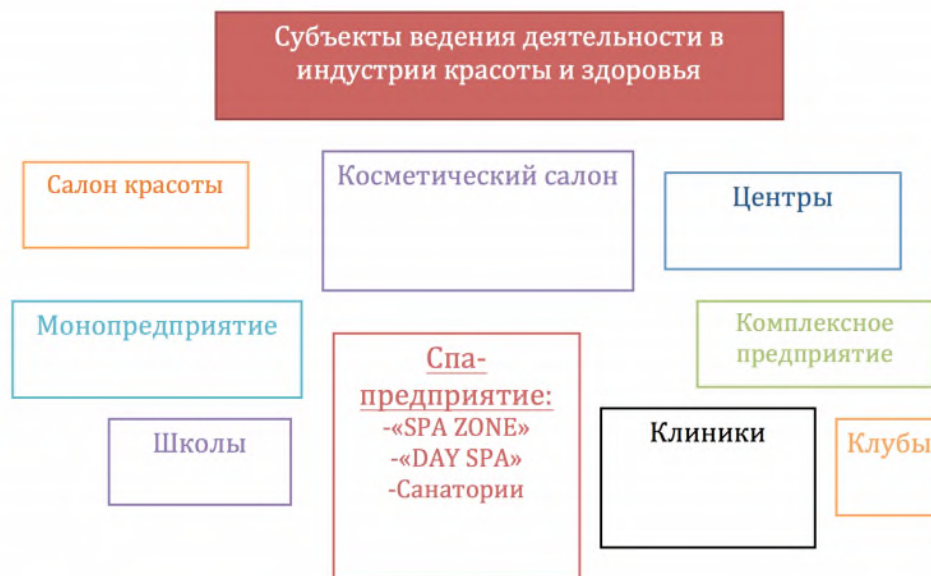 Субъекты ведения деятельности в
индустрии красоты и здоровья
Салон красоты
Косметический салон
Центры
Монопредприятие
Комплексное
предприятие
Спа-
предприятие:
-«SPA ZONE»
-«DAY SPA»
-Санатории
Школы
Клиники
Клубы